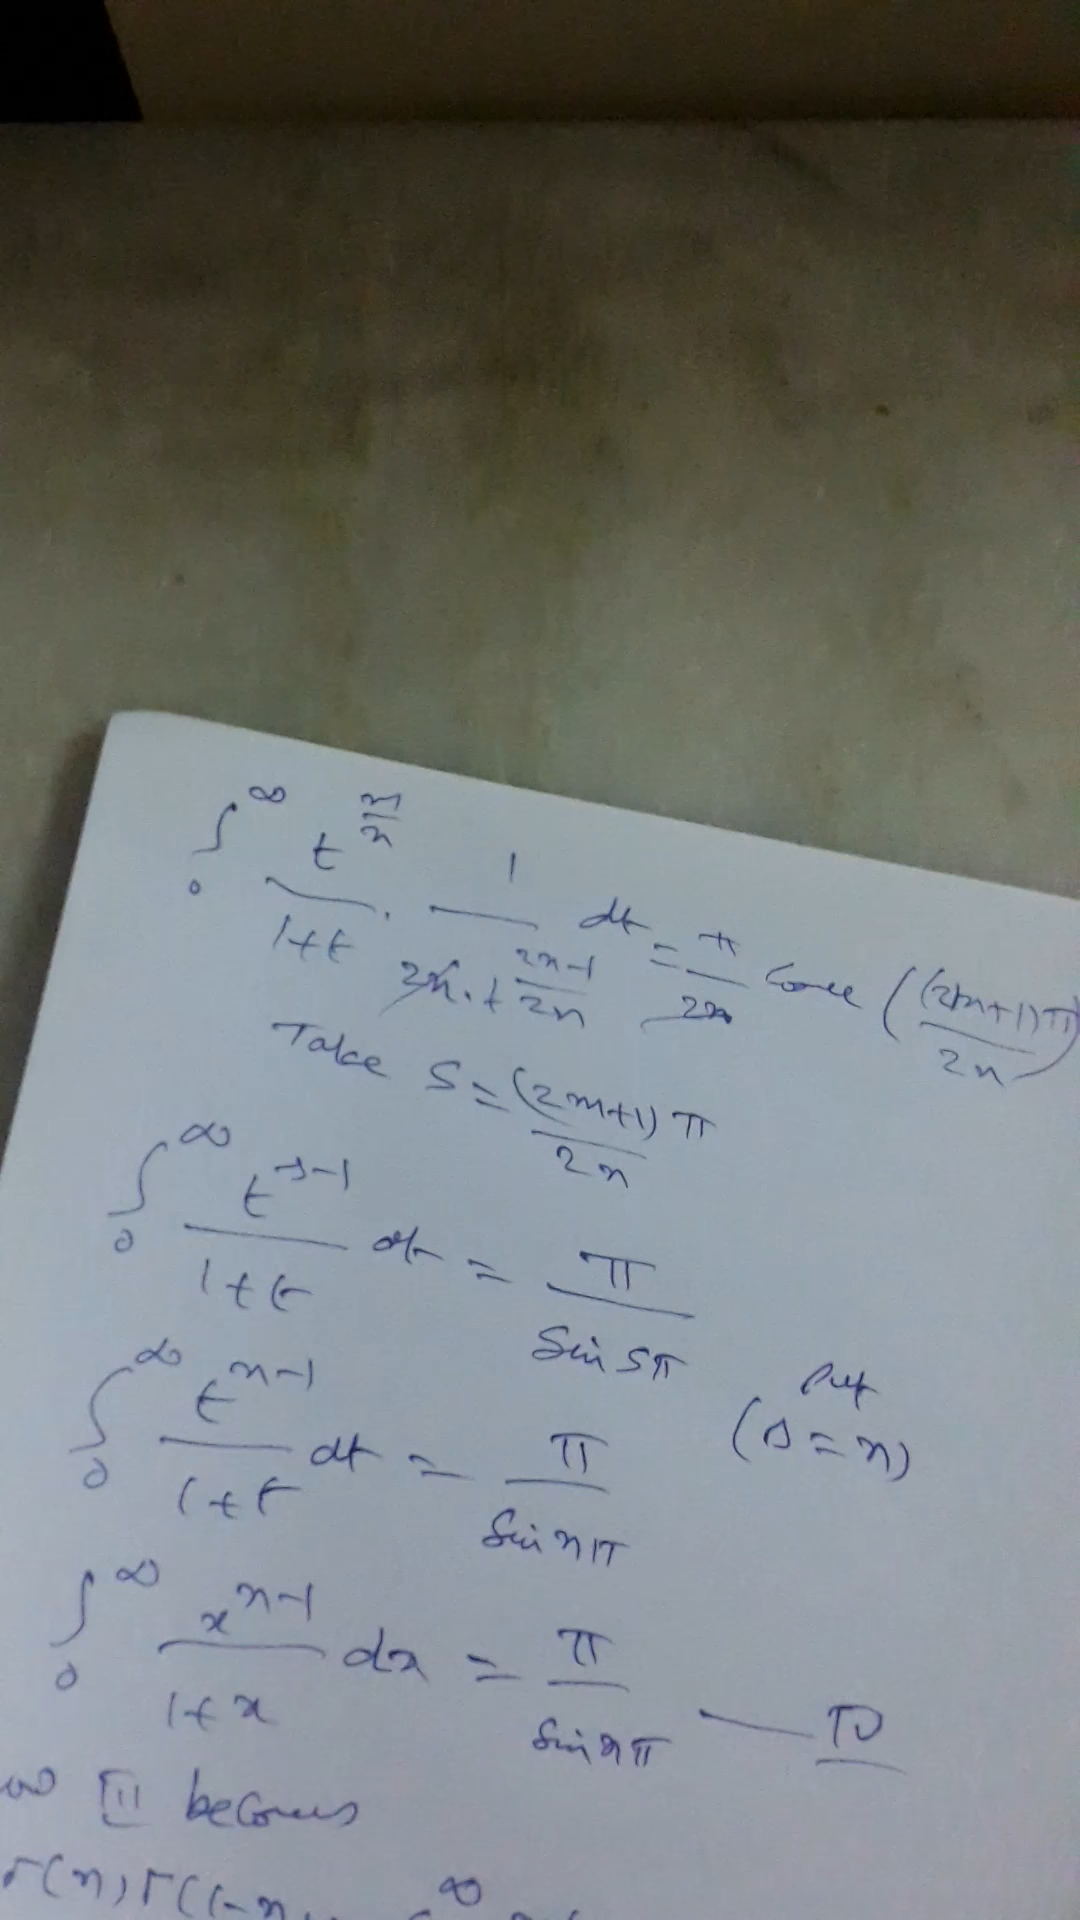 ∫₀^∞ t^(m/n)/(1+t) · 1/(2n · t^((2n-1)/2n)) dt = π/2n Cosec ((2m+1)π/2n)
Take S = (2m+1)π/2n
∫₀^∞ t^(s-1)/(1+t) dt = π/Sin sπ
∫₀^∞ t^(n-1)/(1+t) dt = π/Sin nπ (Put s = n)
∫₀^∞ x^(n-1)/(1+x) dx = π/Sin nπ — IV
III becomes
Γ(n) Γ(1-n ∞